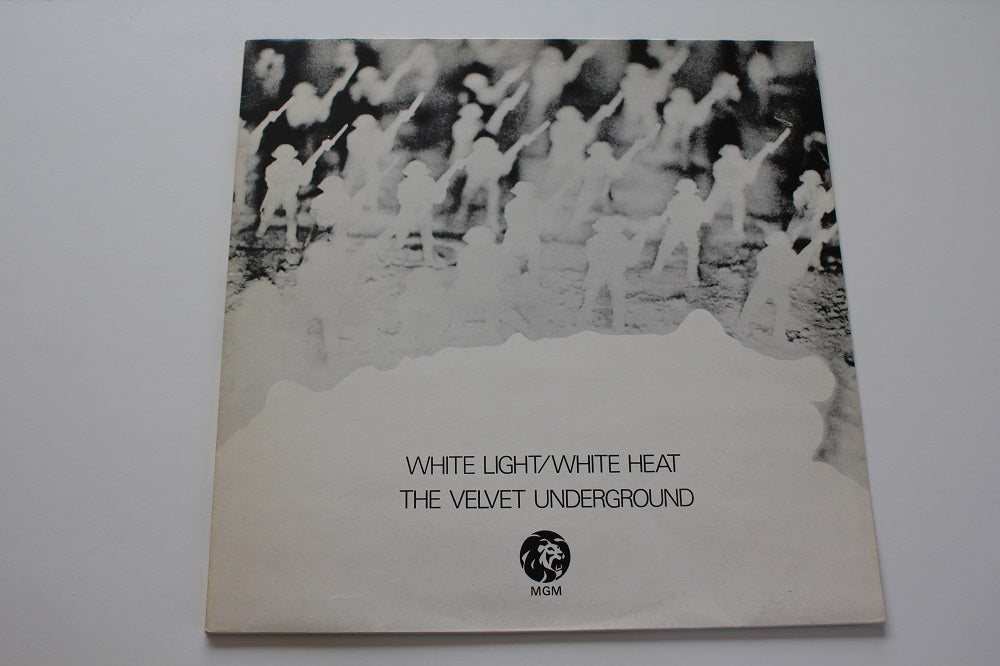 WHITE LIGHT/WHITE HEAT
THE VELVET UNDERGROUND
MGM